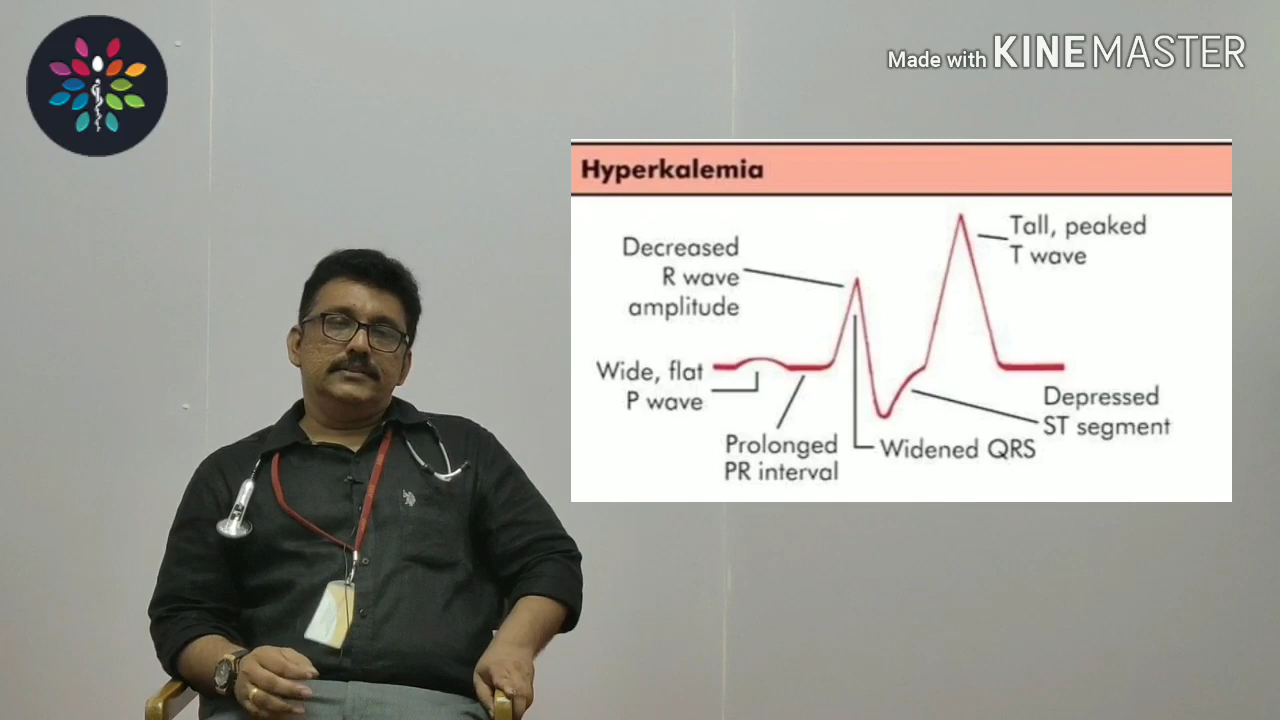 Made with KINEMASTER
Hyperkalemia
Tall, peaked
T wave
Decreased
R wave
amplitude
Wide, flat
P wave
Prolonged
PR interval
Widened QRS
Depressed
ST segment